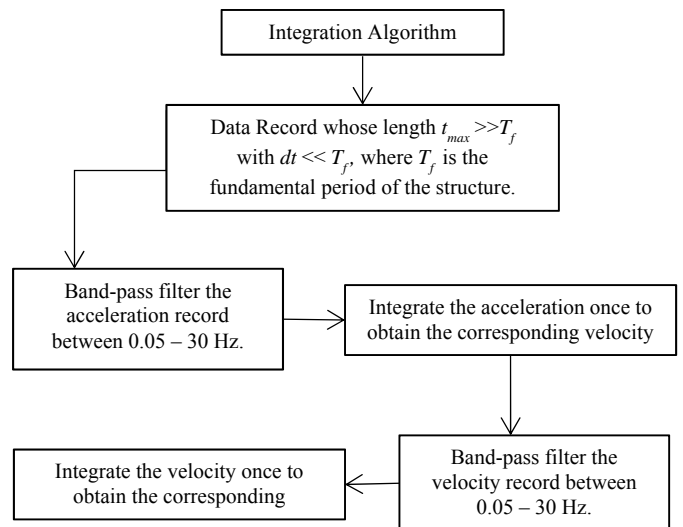 Integration Algorithm
Data Record whose length t_max >>T_f
with dt << T_f, where T_f is the
fundamental period of the structure.
Band-pass filter the
acceleration record
between 0.05 – 30 Hz.
Integrate the acceleration once to
obtain the corresponding velocity
Band-pass filter the
velocity record between
0.05 – 30 Hz.
Integrate the velocity once to
obtain the corresponding